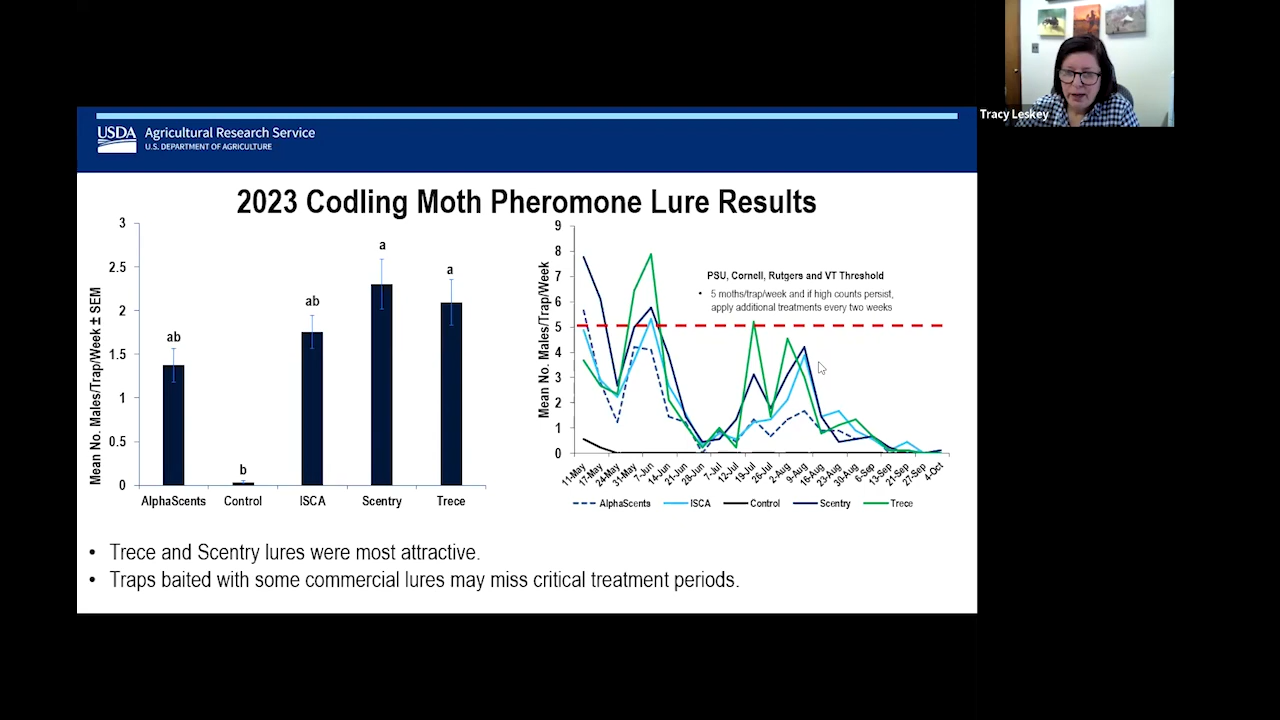 Tracy Leskey
USDA Agricultural Research Service
U.S. DEPARTMENT OF AGRICULTURE
2023 Codling Moth Pheromone Lure Results
Mean No. Males/Trap/Week ± SEM
3
2.5
2
1.5
1
0.5
0
ab
b
ab
a
a
AlphaScents Control ISCA Scentry Trece
Mean No. Males/Trap/Week
9
8
7
6
5
4
3
2
1
0
PSU, Cornell, Rutgers and VT Threshold
• 5 moths/trap/week and if high counts persist,
apply additional treatments every two weeks
11-May 17-May 24-May 31-May 7-Jun 14-Jun 21-Jun 28-Jun 7-Jul 12-Jul 19-Jul 26-Jul 2-Aug 9-Aug 16-Aug 23-Aug 30-Aug 6-Sep 13-Sep 21-Sep 27-Sep 4-Oct
AlphaScents ISCA Control Scentry Trece
• Trece and Scentry lures were most attractive.
• Traps baited with some commercial lures may miss critical treatment periods.